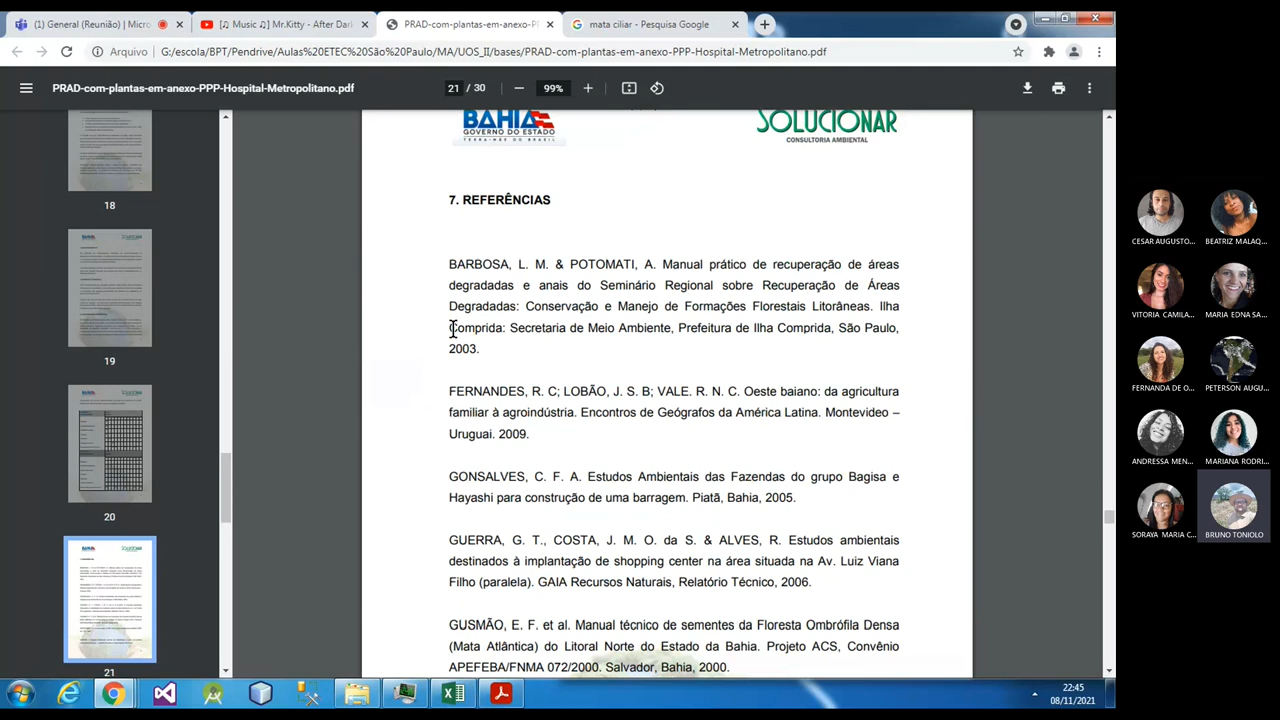 (1) General (Reunião) | Micro
[♫ Music ♫] Mr.Kitty - After Dark
PRAD-com-plantas-em-anexo-PP
mata ciliar - Pesquisa Google
Arquivo
G:/escola/BPT/Pendrive/Aulas%20ETEC%20São%20Paulo/MA/UOS_II/bases/PRAD-com-plantas-em-anexo-PPP-Hospital-Metropolitano.pdf
PRAD-com-plantas-em-anexo-PPP-Hospital-Metropolitano.pdf
21 / 30
99%
18
19
20
21
BAHIA
GOVERNO DO ESTADO
TERRA-MÃE DO BRASIL
SOLUCIONAR
CONSULTORIA AMBIENTAL
7. REFERÊNCIAS
BARBOSA, L. M. & POTOMATI, A. Manual prático de recuperação de áreas
degradadas e anais do Seminário Regional sobre Recuperação de Áreas
Degradadas: Conservação e Manejo de Formações Florestais Litorâneas. Ilha
Comprida: Secretaria de Meio Ambiente, Prefeitura de Ilha Comprida, São Paulo,
2003.
FERNANDES, R. C; LOBÃO, J. S. B; VALE. R. N. C. Oeste baiano: da agricultura
familiar à agroindústria. Encontros de Geógrafos da América Latina. Montevideo –
Uruguai. 2009.
GONSALVES, C. F. A. Estudos Ambientais das Fazendas do grupo Bagisa e
Hayashi para construção de uma barragem. Piatã, Bahia, 2005.
GUERRA, G. T., COSTA, J. M. O. da S. & ALVES, R. Estudos ambientais
destinados à implantação de shopping center na área situada na Av. Luiz Viana
Filho (paralela). GAIA Recursos Naturais, Relatório Técnico, 2006.
GUSMÃO, E. F. et al. Manual técnico de sementes da Floresta Ombrófila Densa
(Mata Atlântica) do Litoral Norte do Estado da Bahia. Projeto ACS, Convênio
APEFEBA/FNMA 072/2000. Salvador, Bahia, 2000.
CESAR AUGUSTO...
BEATRIZ MALAQ...
VITORIA CAMILA...
MARIA EDNA SA...
FERNANDA DE O...
PETERSON AUGU...
ANDRESSA MEN...
MARIANA RODRI...
SORAYA MARIA C...
BRUNO TONIOLO
22:45
08/11/2021